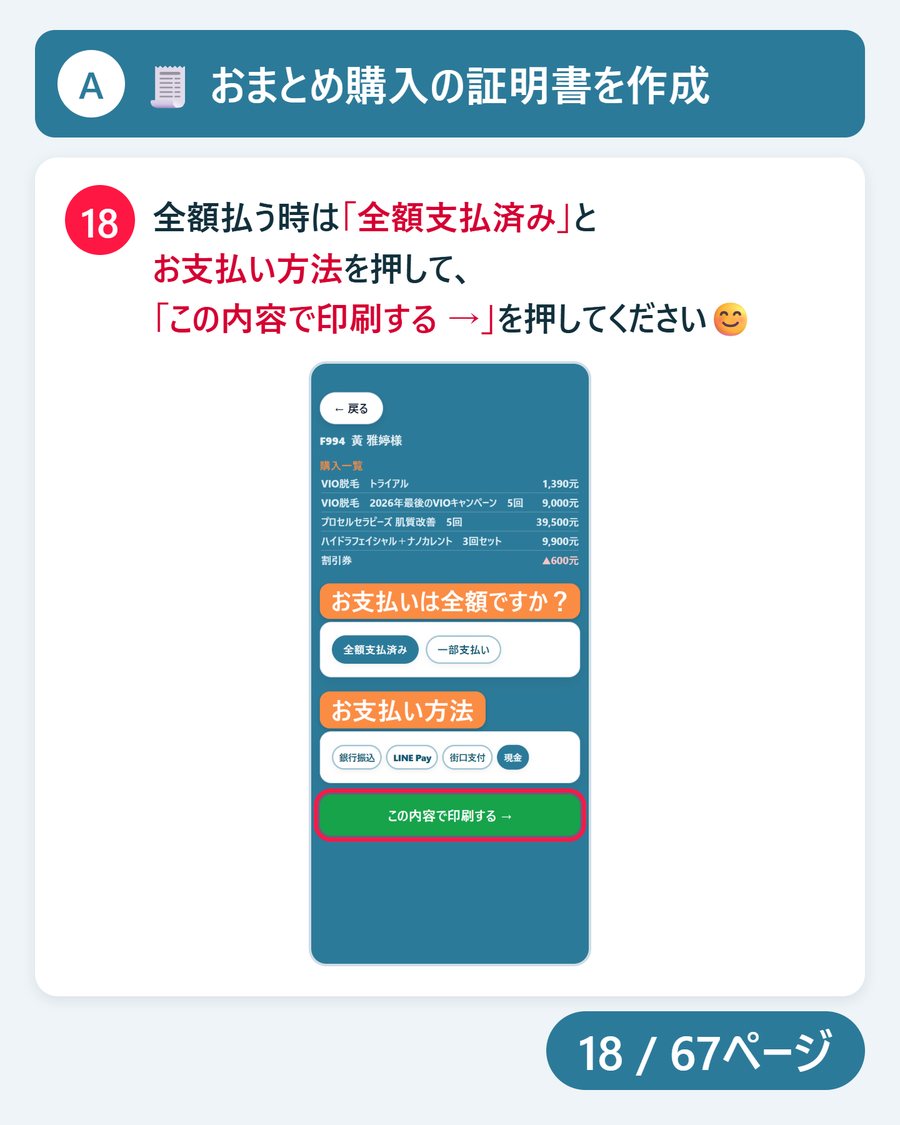 A おまとめ購入の証明書を作成
18 全額払う時は「全額支払済み」と
お支払い方法を押して、
「この内容で印刷する →」を押してください😊
← 戻る
F994 黃 雅婷様
購入一覧
VIO脱毛 トライアル 1,390元
VIO脱毛 2026年最後のVIOキャンペーン 5回 9,000元
プロセルセラピーズ 肌質改善 5回 39,500元
ハイドラフェイシャル＋ナノカレント 3回セット 9,900元
割引券 ▲600元
お支払いは全額ですか？
全額支払済み 一部支払い
お支払い方法
銀行振込 LINE Pay 街口支付 現金
この内容で印刷する →
18 / 67ページ